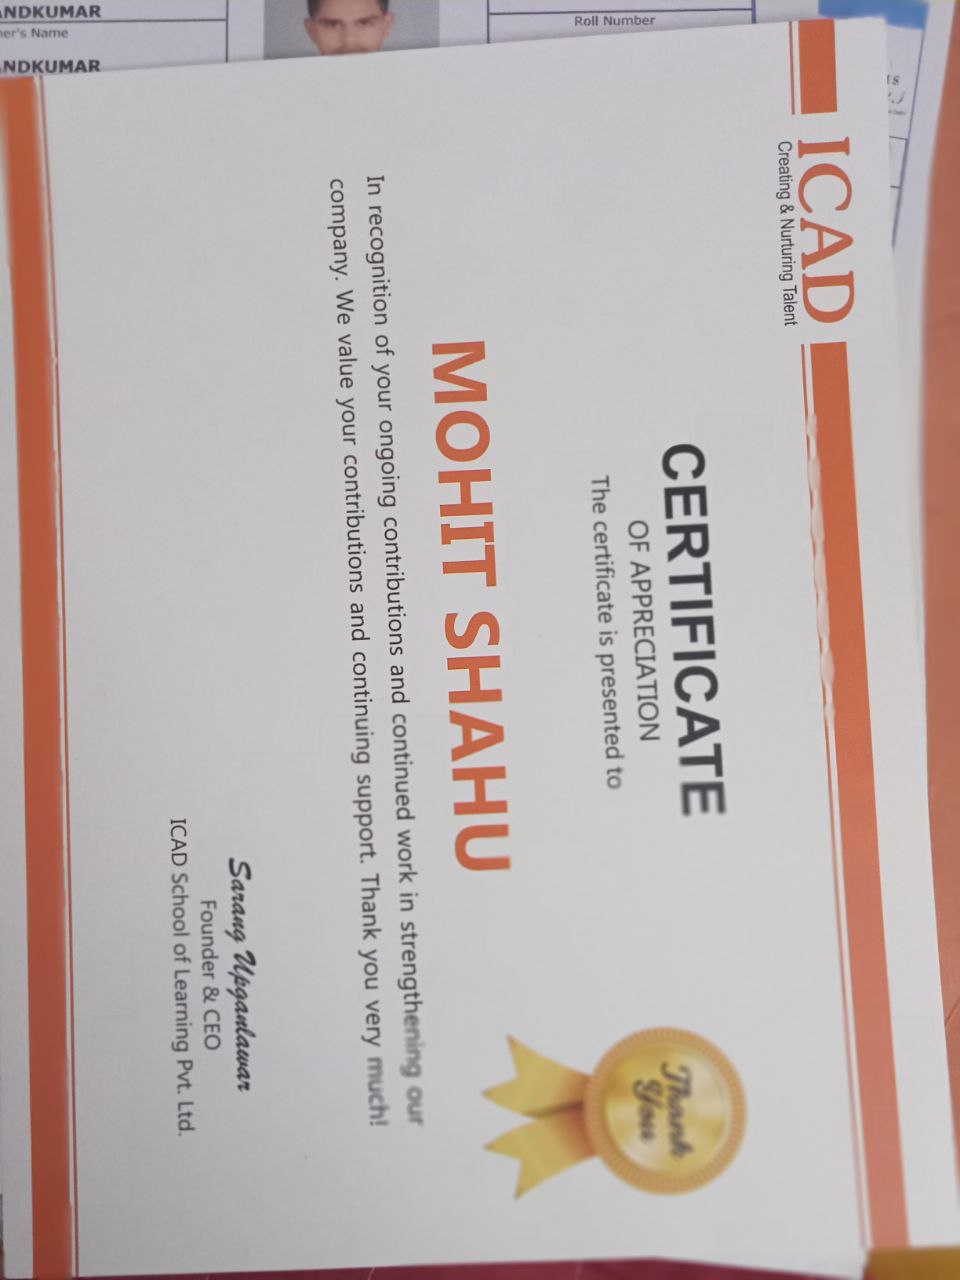 NDKUMAR
er's Name
NDKUMAR
Roll Number
ICAD
Creating & Nurturing Talent
CERTIFICATE
OF APPRECIATION
The certificate is presented to
MOHIT SHAHU
In recognition of your ongoing contributions and continued work in strengthening our
company. We value your contributions and continuing support. Thank you very much!
Thank
You
Sarang Upganlawar
Founder & CEO
ICAD School of Learning Pvt. Ltd.